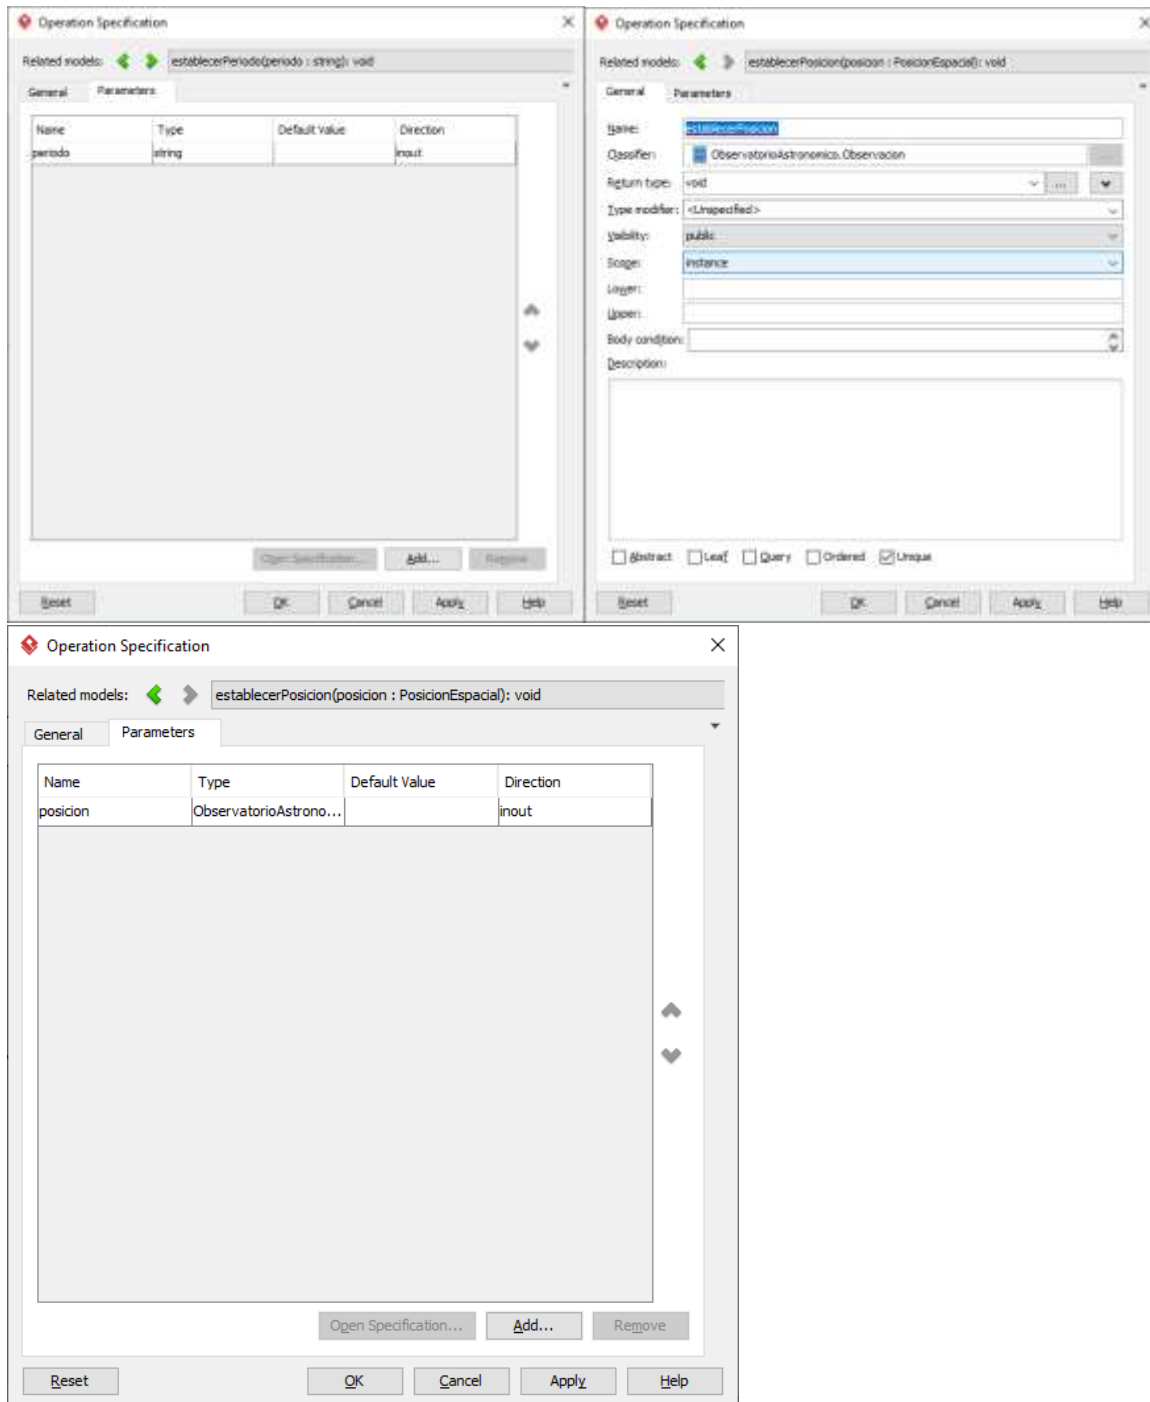 Operation Specification
Related models: establecerPeriodo(periodo : string): void
General Parameters
Name Type Default Value Direction
periodo string inout
Open Specification... Add... Remove
Reset OK Cancel Apply Help
Operation Specification
Related models: establecerPosicion(posicion : PosicionEspacial): void
General Parameters
Name: establecerPosicion
Classifier: ObservatorioAstronomico.Observacion
Return type: void ...
Type modifier: <Unspecified>
Visibility: public
Scope: instance
Lower:
Upper:
Body condition:
Description:
Abstract Leaf Query Ordered Unique
Reset OK Cancel Apply Help
Operation Specification
Related models: establecerPosicion(posicion : PosicionEspacial): void
General Parameters
Name Type Default Value Direction
posicion ObservatorioAstrono... inout
Open Specification... Add... Remove
Reset OK Cancel Apply Help